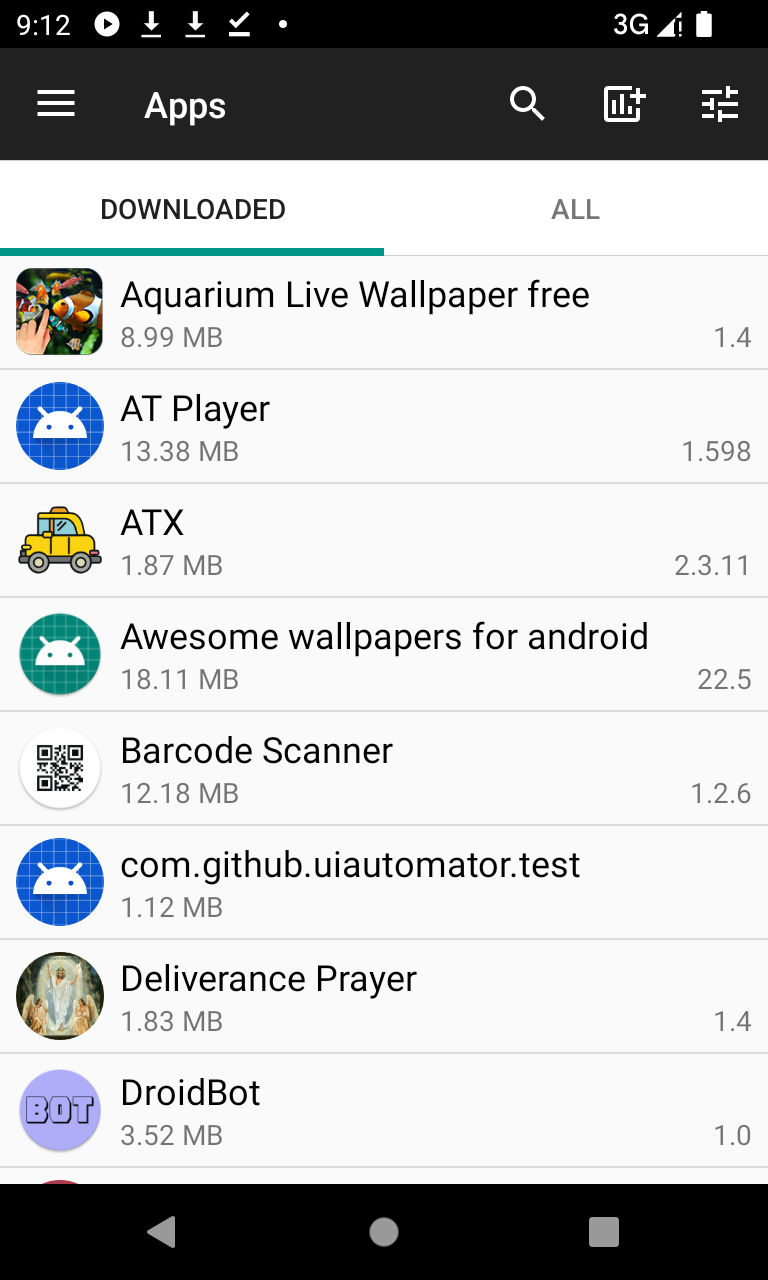 9:12
3G
Apps
DOWNLOADED
ALL
Aquarium Live Wallpaper free
8.99 MB
1.4
AT Player
13.38 MB
1.598
ATX
1.87 MB
2.3.11
Awesome wallpapers for android
18.11 MB
22.5
Barcode Scanner
12.18 MB
1.2.6
com.github.uiautomator.test
1.12 MB
Deliverance Prayer
1.83 MB
1.4
BOT
DroidBot
3.52 MB
1.0